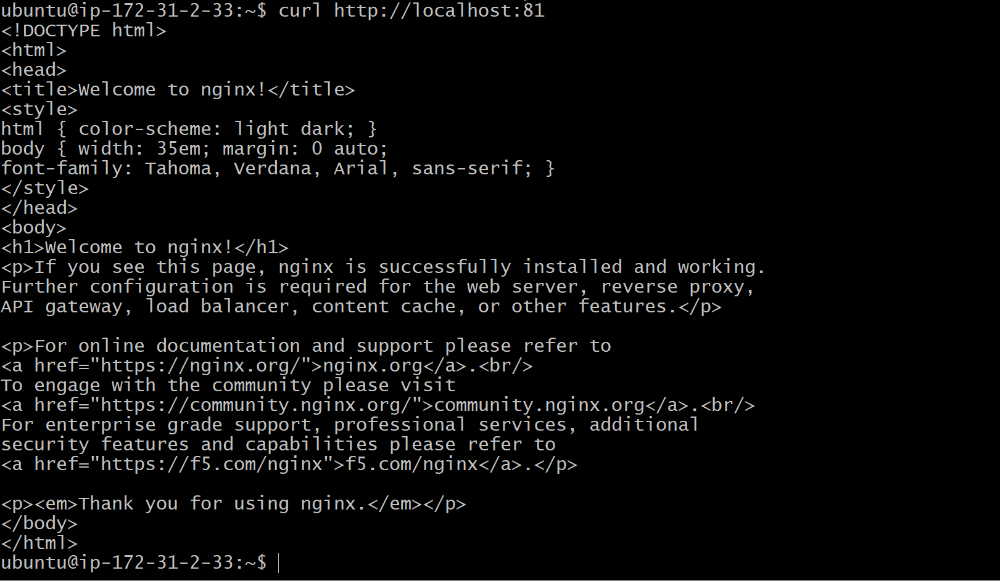 ubuntu@ip-172-31-2-33:~$ curl http://localhost:81
<!DOCTYPE html>
<html>
<head>
<title>Welcome to nginx!</title>
<style>
html { color-scheme: light dark; }
body { width: 35em; margin: 0 auto;
font-family: Tahoma, Verdana, Arial, sans-serif; }
</style>
</head>
<body>
<h1>Welcome to nginx!</h1>
<p>If you see this page, nginx is successfully installed and working.
Further configuration is required for the web server, reverse proxy,
API gateway, load balancer, content cache, or other features.</p>

<p>For online documentation and support please refer to
<a href="https://nginx.org/">nginx.org</a>.<br/>
To engage with the community please visit
<a href="https://community.nginx.org/">community.nginx.org</a>.<br/>
For enterprise grade support, professional services, additional
security features and capabilities please refer to
<a href="https://f5.com/nginx">f5.com/nginx</a>.</p>

<p><em>Thank you for using nginx.</em></p>
</body>
</html>
ubuntu@ip-172-31-2-33:~$